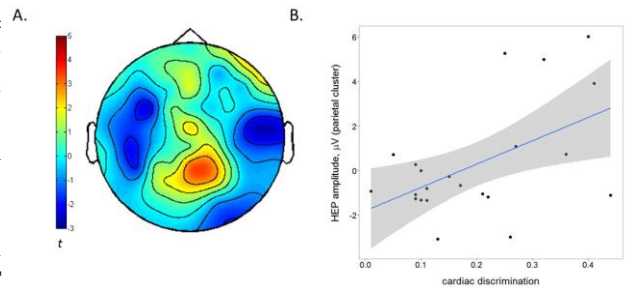 A.
B.
5
4
3
2
1
0
-1
-2
-3
t
HEP amplitude, µV (parietal cluster)
6
4
2
0
-2
0.0 0.1 0.2 0.3 0.4
cardiac discrimination